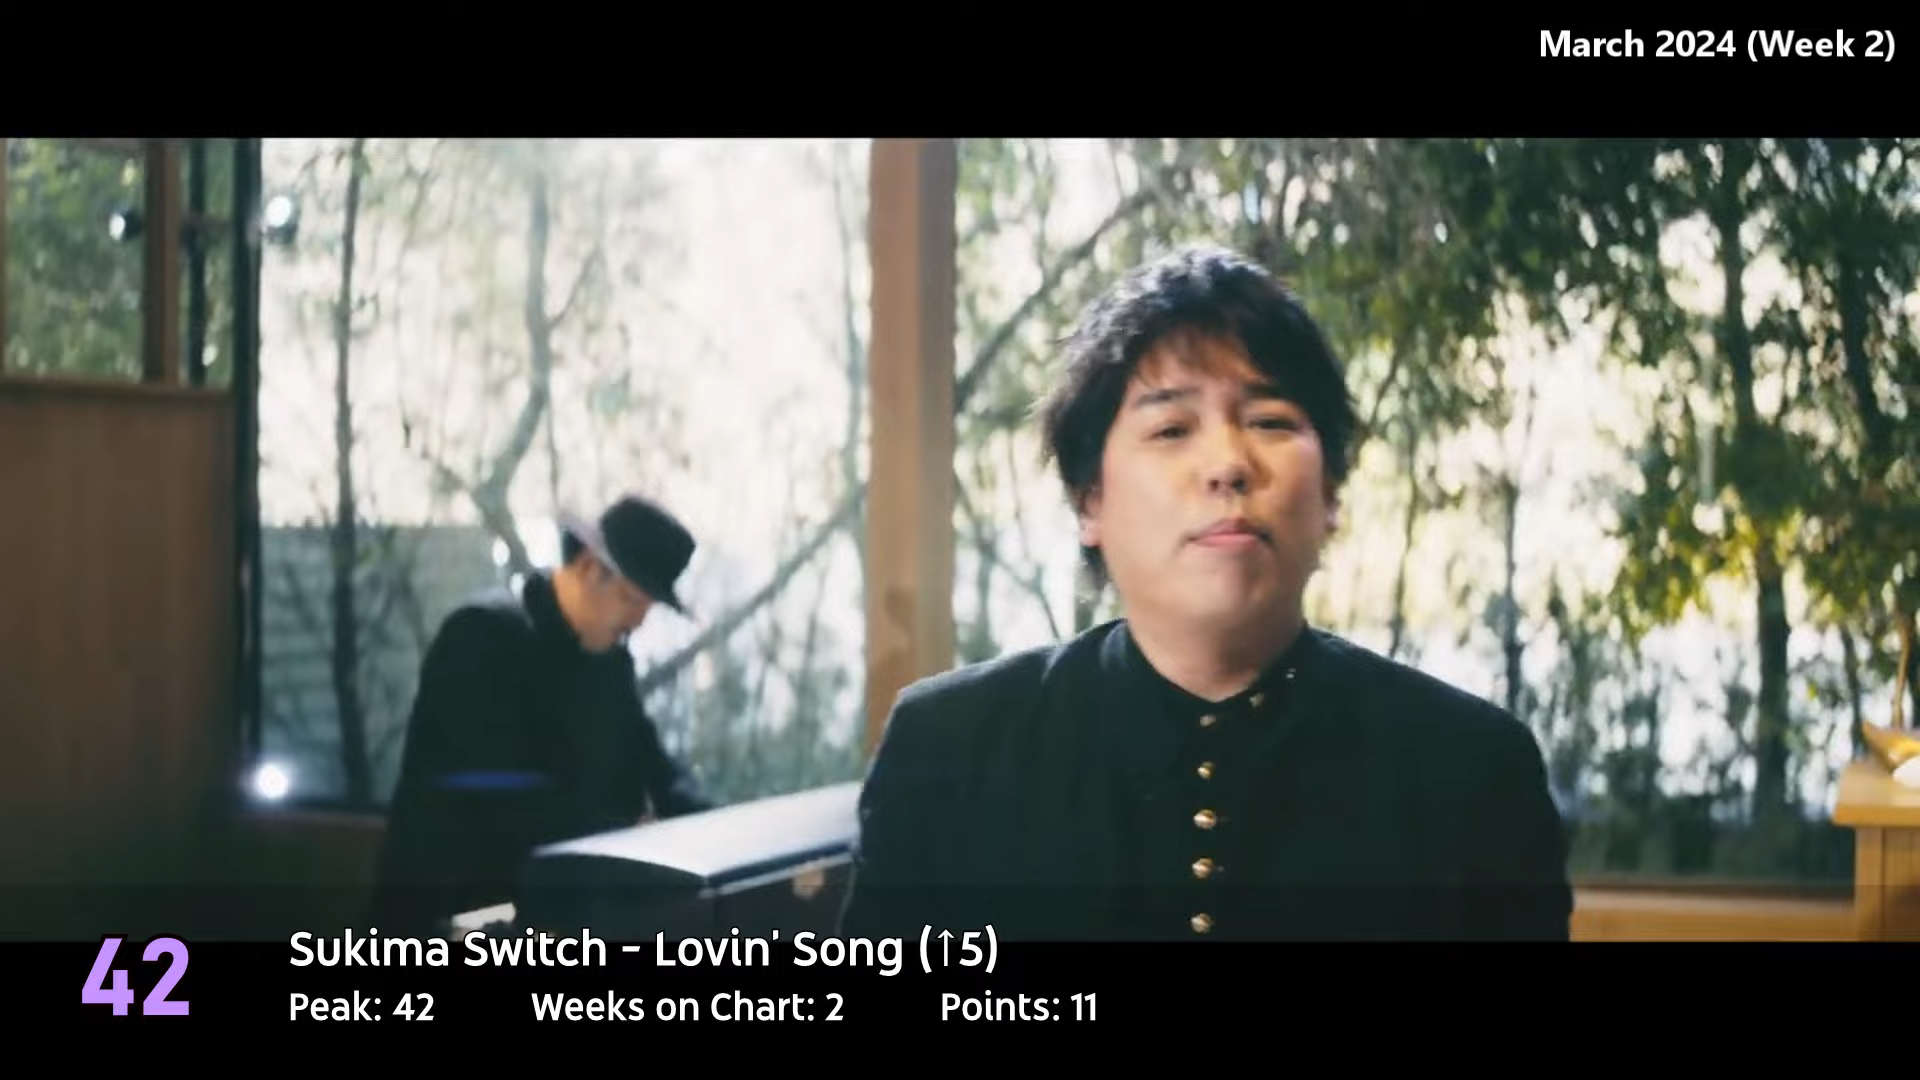 March 2024 (Week 2)
42
Sukima Switch - Lovin' Song (↑5)
Peak: 42 Weeks on Chart: 2 Points: 11